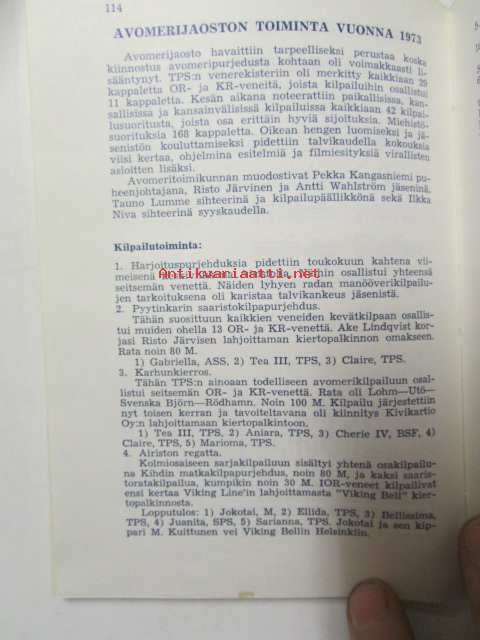 114
AVOMERIJAOSTON TOIMINTA VUONNA 1973
Avomerijaosto havaittiin tarpeelliseksi perustaa koska
kiinnostus avomeripurjedusta kohtaan oli voimakkaasti li-
sääntynyt. TPS:n venerekisteriin oli merkitty kaikkiaan 29
kappaletta OR- ja KR-veneitä, joista kilpailuihin osallistui
11 kappaletta. Kesän aikana noteerattiin paikallisissa, kan-
sallisissa ja kansainvälisissä kilpailuissa kaikkiaan 42 kilpai-
lusuoritusta, joista osa erittäin hyviä sijoituksia. Miehistö-
suorituksia 168 kappaletta. Oikean hengen luomiseksi ja jä-
senistön kouluttamiseksi pidettiin talvikaudella kokouksia
viisi kertaa, ohjelmina esitelmiä ja filmiesityksiä virallisten
asioitten lisäksi.
Avomeritoimikunnan muodostivat Pekka Kangasniemi pu-
heenjohtajana, Risto Järvinen ja Antti Wahlström jäseninä,
Tauno Lumme sihteerinä ja kilpailupäällikkönä sekä Ilkka
Niva sihteerinä syyskaudella.
Kilpailutoiminta:
1. Harjoituspurjehduksia pidettiin toukokuun kahtena vii-
meisenä
Antikvariaatti.net
Näihin osallistui yhteensä
seitsemän venettä. Näiden lyhyen radan manööverikilpailu-
jen tarkoituksena oli karistaa talvikankeus jäsenistä.
2. Pyytinkarin saaristokilpapurjehdus.
Tähän suosittuun kaikkien veneiden kevätkilpaan osallis-
tui muiden ohella 13 OR- ja KR-venettä. Ake Lindqvist kor-
jasi Risto Järvisen lahjoittaman kiertopalkinnon omakseen.
Rata noin 80 M.
1) Gabriella, ASS, 2) Tea III, TPS, 3) Claire, TPS.
3. Karhunkierros.
Tähän TPS:n ainoaan todelliseen avomerikilpailuun osal-
listui seitsemän OR- ja KR-venettä. Rata oli Lohm—Utö—
Svenska Björn—Rödhamn. Noin 100 M. Kilpailu järjestettiin
nyt toisen kerran ja tavoiteltavana oli kiinnitys Kivikartio
Oy:n lahjoittamaan kiertopalkintoon.
1) Tea III, TPS, 2) Aniara, TPS, 3) Cherie IV, BSF, 4)
Claire, TPS, 5) Marioma, TPS.
4. Airiston regatta.
Kolmiosaiseen sarjakilpailuun sisältyi yhtenä osakilpailu-
na Kihdin matkakilpapurjehdus, noin 80 M, ja kaksi saaris-
toratakilpailua, kumpikin noin 30 M. IOR-veneet kilpailivat
ensi kertaa Viking Line'in lahjoittamasta "Viking Bell" kier-
topalkinnosta.
Lopputulos: 1) Jokotai, M, 2) Ellida, TPS, 3) Bellissima,
TPS, 4) Juanita, SPS, 5) Sarianna, TPS. Jokotai ja sen kip-
pari M. Kuittunen vei Viking Bellin Helsinkiin.